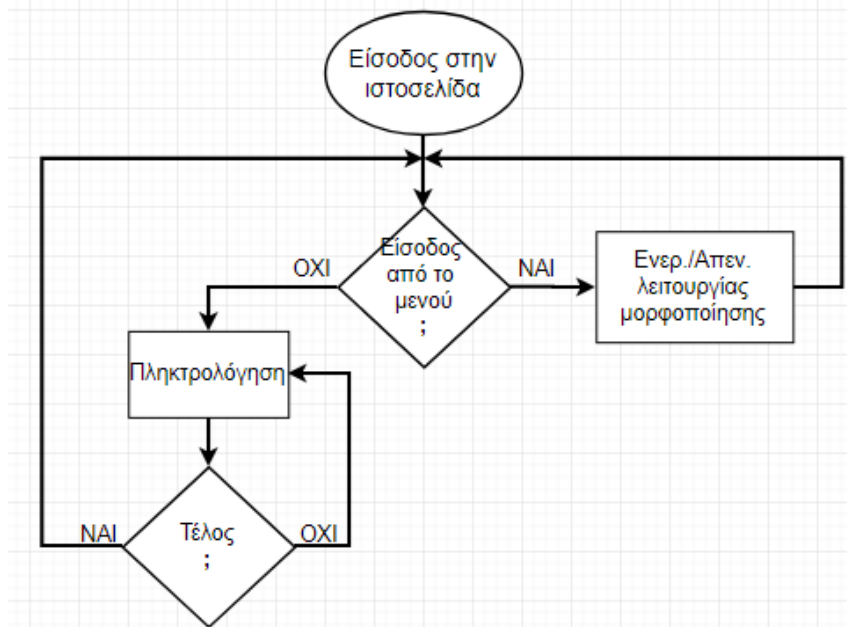 Είσοδος στην
ιστοσελίδα
Είσοδος
από το
μενού
;
ΟΧΙ
ΝΑΙ
Ενερ./Απεν.
λειτουργίας
μορφοποίησης
Πληκτρολόγηση
Τέλος
;
ΝΑΙ
ΟΧΙ